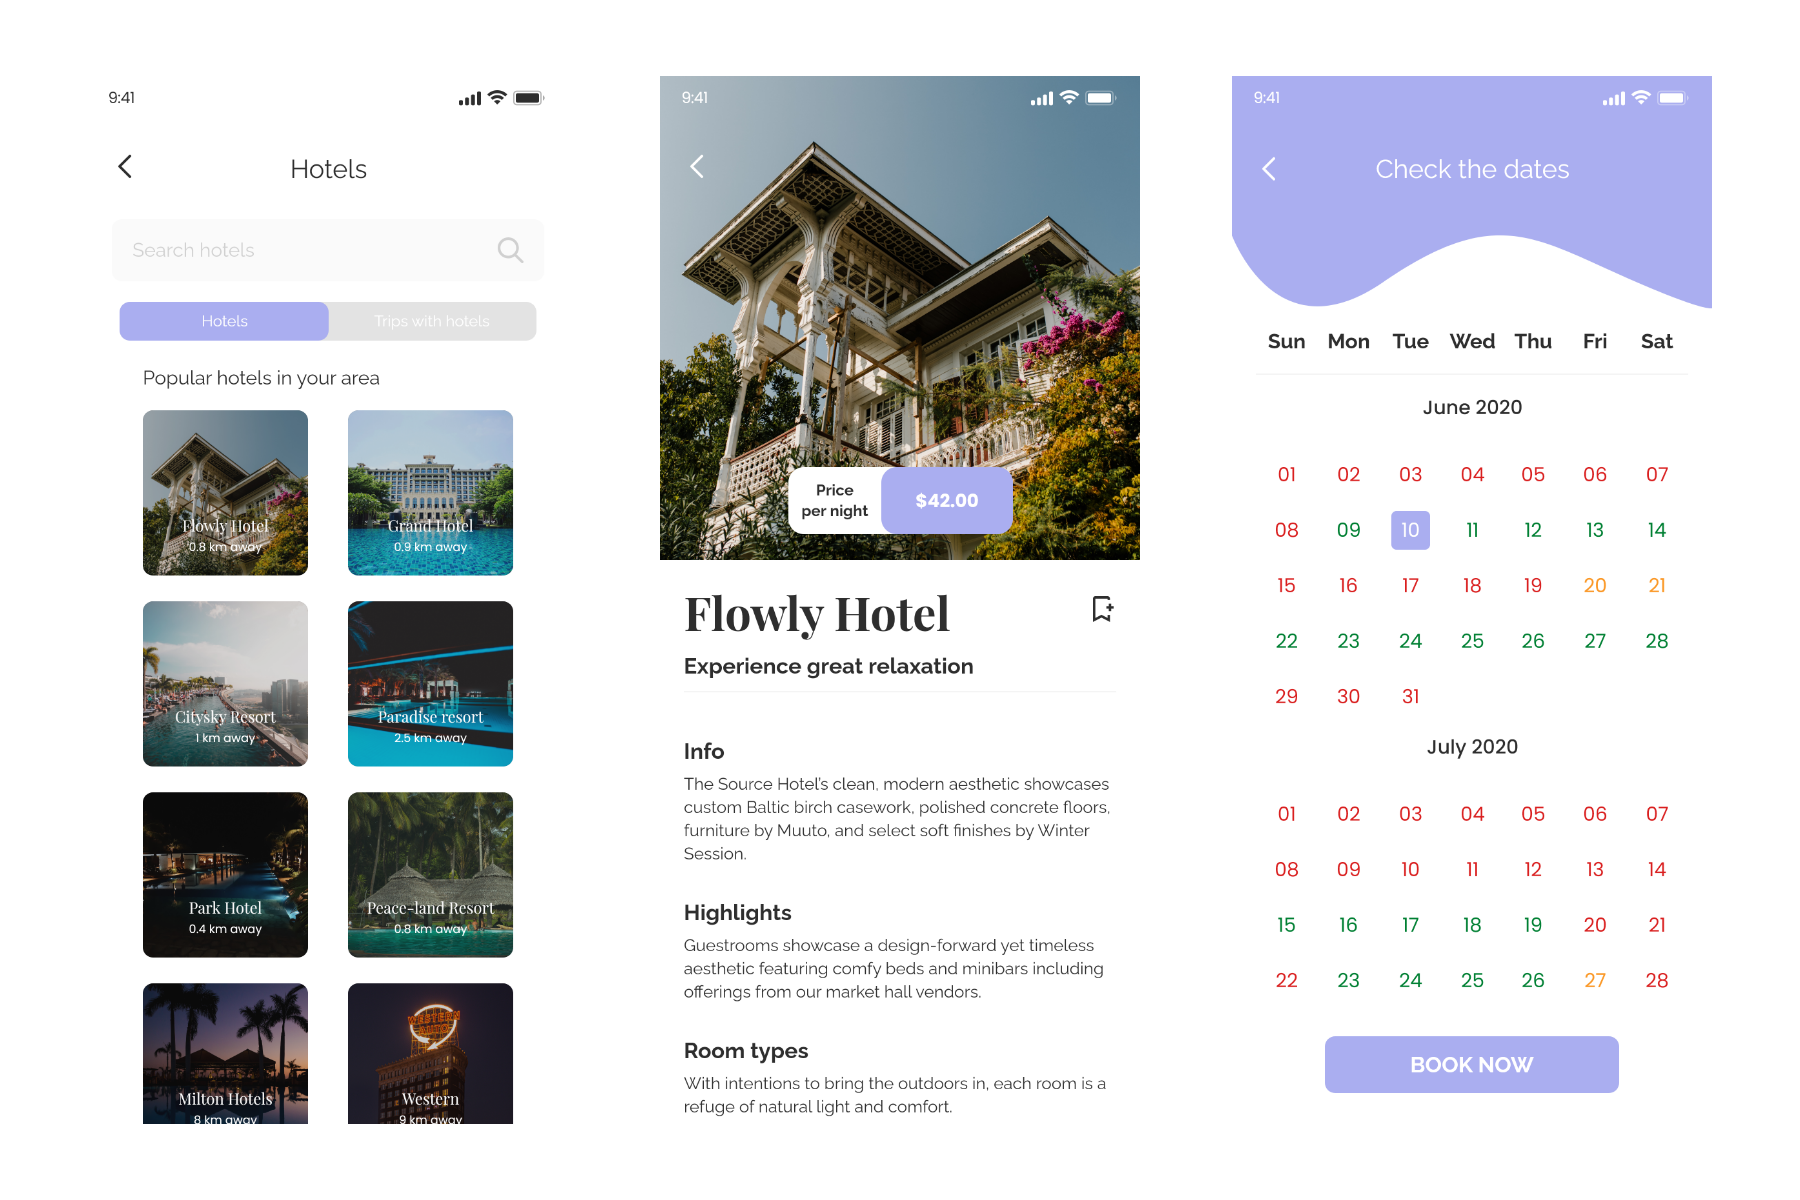 9:41
Hotels
Search hotels
Hotels
Trips with hotels
Popular hotels in your area
Flowly Hotel
0.8 km away
Grand Hotel
0.9 km away
Citysky Resort
1 km away
Paradise resort
2.5 km away
Park Hotel
0.4 km away
Peace-land Resort
0.8 km away
Milton Hotels
8 km away
WESTERN
Western
9 km away
9:41
Price
per night
$42.00
Flowly Hotel
Experience great relaxation
Info
The Source Hotel's clean, modern aesthetic showcases
custom Baltic birch casework, polished concrete floors,
furniture by Muuto, and select soft finishes by Winter
Session.
Highlights
Guestrooms showcase a design-forward yet timeless
aesthetic featuring comfy beds and minibars including
offerings from our market hall vendors.
Room types
With intentions to bring the outdoors in, each room is a
refuge of natural light and comfort.
9:41
Check the dates
Sun Mon Tue Wed Thu Fri Sat
June 2020
01 02 03 04 05 06 07
08 09 10 11 12 13 14
15 16 17 18 19 20 21
22 23 24 25 26 27 28
29 30 31
July 2020
01 02 03 04 05 06 07
08 09 10 11 12 13 14
15 16 17 18 19 20 21
22 23 24 25 26 27 28
BOOK NOW